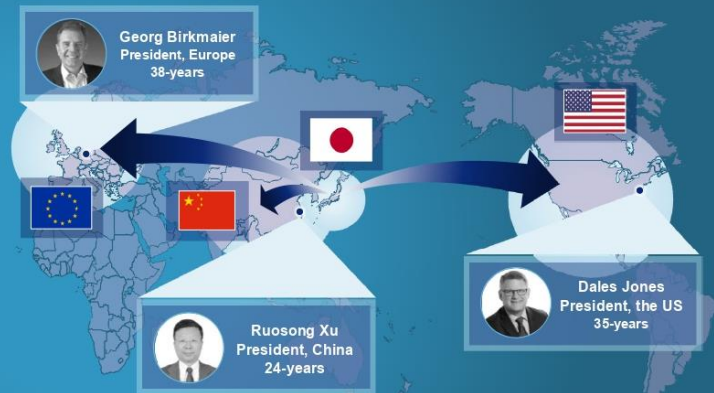 Georg Birkmaier
President, Europe
38-years
Dales Jones
President, the US
35-years
Ruosong Xu
President, China
24-years